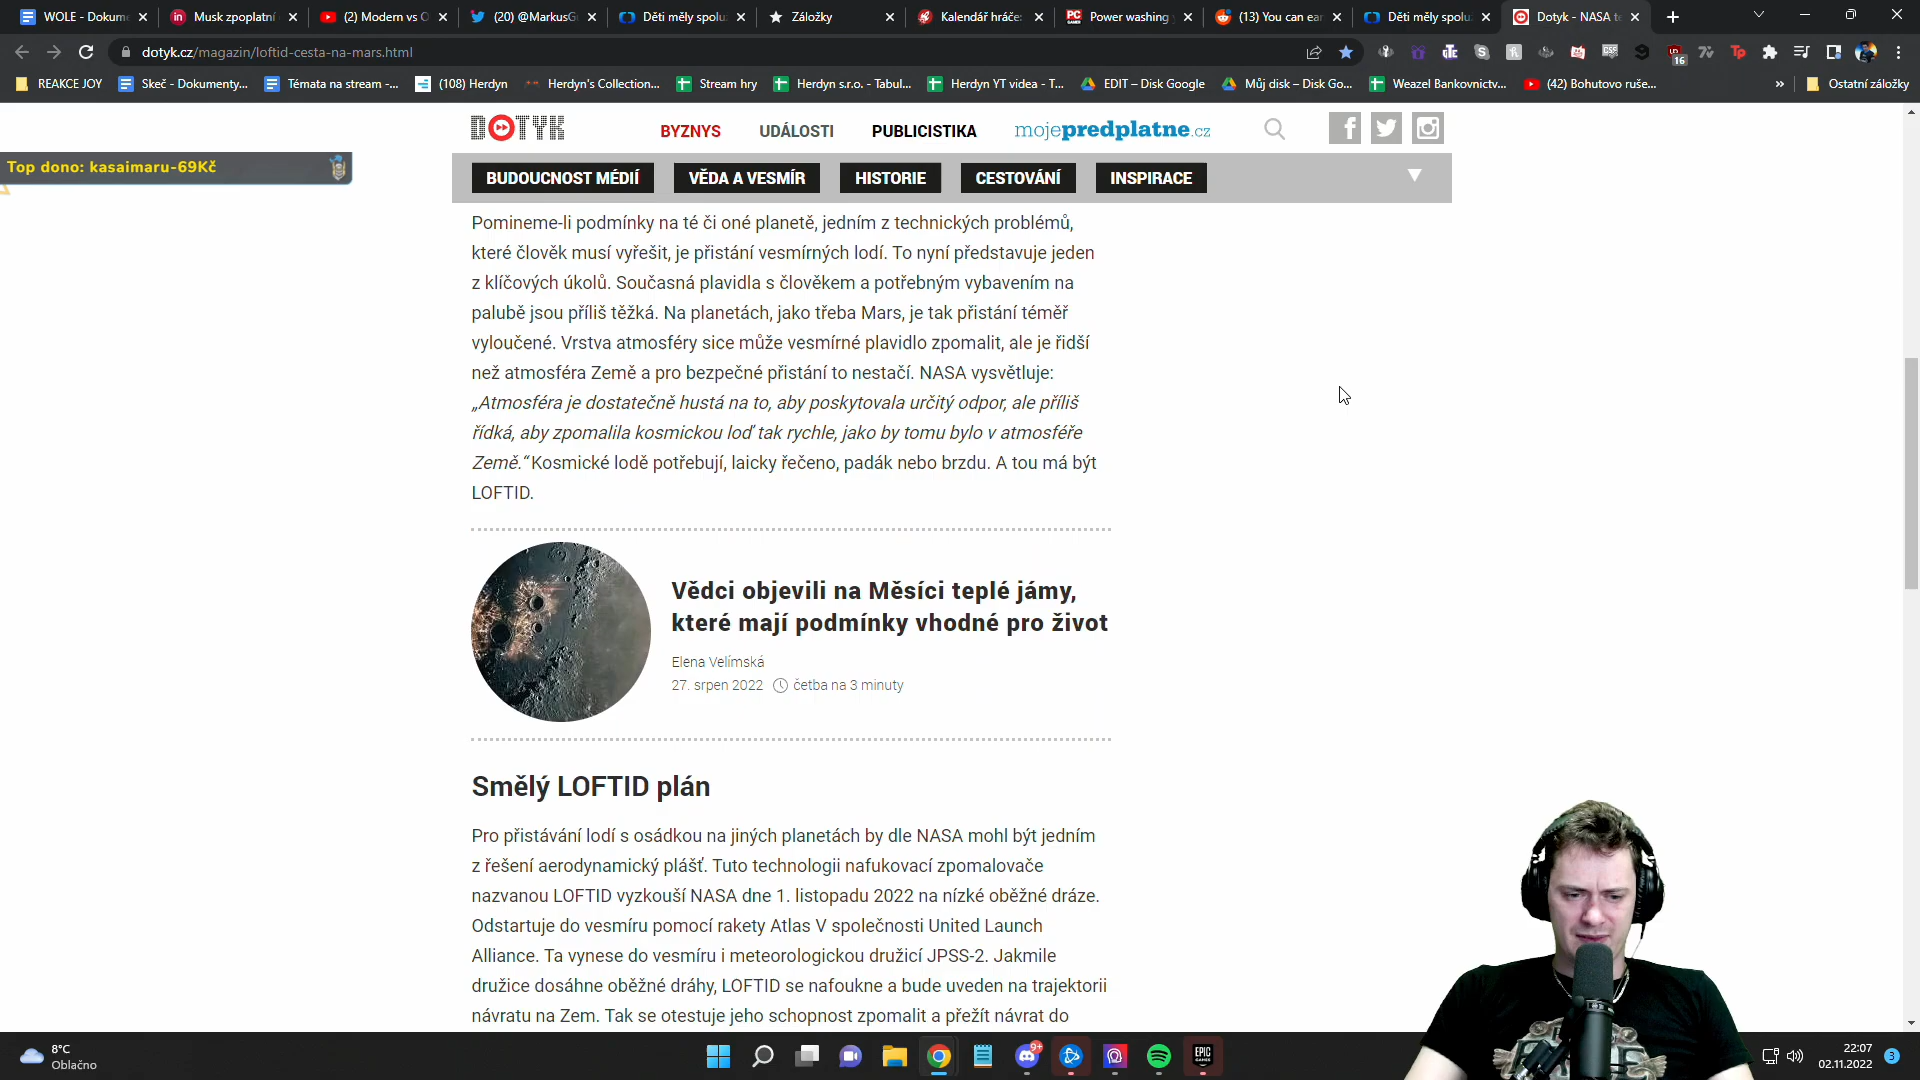 WOLE - Dokum
Musk zpoplatní
(2) Modern vs O
(20) @MarkusG
Děti měly spolu
Záložky
Kalendář hráče
Power washing
(13) You can ear
Děti měly spolu
Dotyk - NASA te
dotyk.cz/magazin/loftid-cesta-na-mars.html
REAKCE JOY
Skeč - Dokumenty...
Témata na stream -...
(108) Herdyn
Herdyn's Collection...
Stream hry
Herdyn s.r.o. - Tabul...
Herdyn YT videa - T...
EDIT – Disk Google
Můj disk – Disk Go...
Weazel Bankovnictv...
(42) Bohutovo ruše...
»
Ostatní záložky
DOTYK
BYZNYS
UDÁLOSTI
PUBLICISTIKA
mojepredplatne.cz
Top dono: kasaimaru-69Kč
BUDOUCNOST MÉDIÍ
VĚDA A VESMÍR
HISTORIE
CESTOVÁNÍ
INSPIRACE
Pomineme-li podmínky na té či oné planetě, jedním z technických problémů,
které člověk musí vyřešit, je přistání vesmírných lodí. To nyní představuje jeden
z klíčových úkolů. Současná plavidla s člověkem a potřebným vybavením na
palubě jsou příliš těžká. Na planetách, jako třeba Mars, je tak přistání téměř
vyloučené. Vrstva atmosféry sice může vesmírné plavidlo zpomalit, ale je řidší
než atmosféra Země a pro bezpečné přistání to nestačí. NASA vysvětluje:
„Atmosféra je dostatečně hustá na to, aby poskytovala určitý odpor, ale příliš
řídká, aby zpomalila kosmickou loď tak rychle, jako by tomu bylo v atmosféře
Země.“ Kosmické lodě potřebují, laicky řečeno, padák nebo brzdu. A tou má být
LOFTID.
Vědci objevili na Měsíci teplé jámy,
které mají podmínky vhodné pro život
Elena Velímská
27. srpen 2022 četba na 3 minuty
Smělý LOFTID plán
Pro přistávání lodí s osádkou na jiných planetách by dle NASA mohl být jedním
z řešení aerodynamický plášť. Tuto technologii nafukovací zpomalovače
nazvanou LOFTID vyzkouší NASA dne 1. listopadu 2022 na nízké oběžné dráze.
Odstartuje do vesmíru pomocí rakety Atlas V společnosti United Launch
Alliance. Ta vynese do vesmíru i meteorologickou družicí JPSS-2. Jakmile
družice dosáhne oběžné dráhy, LOFTID se nafoukne a bude uveden na trajektorii
návratu na Zem. Tak se otestuje jeho schopnost zpomalit a přežít návrat do
8°C
Oblačno
9+
EPIC
GAMES
22:07
02.11.2022
3